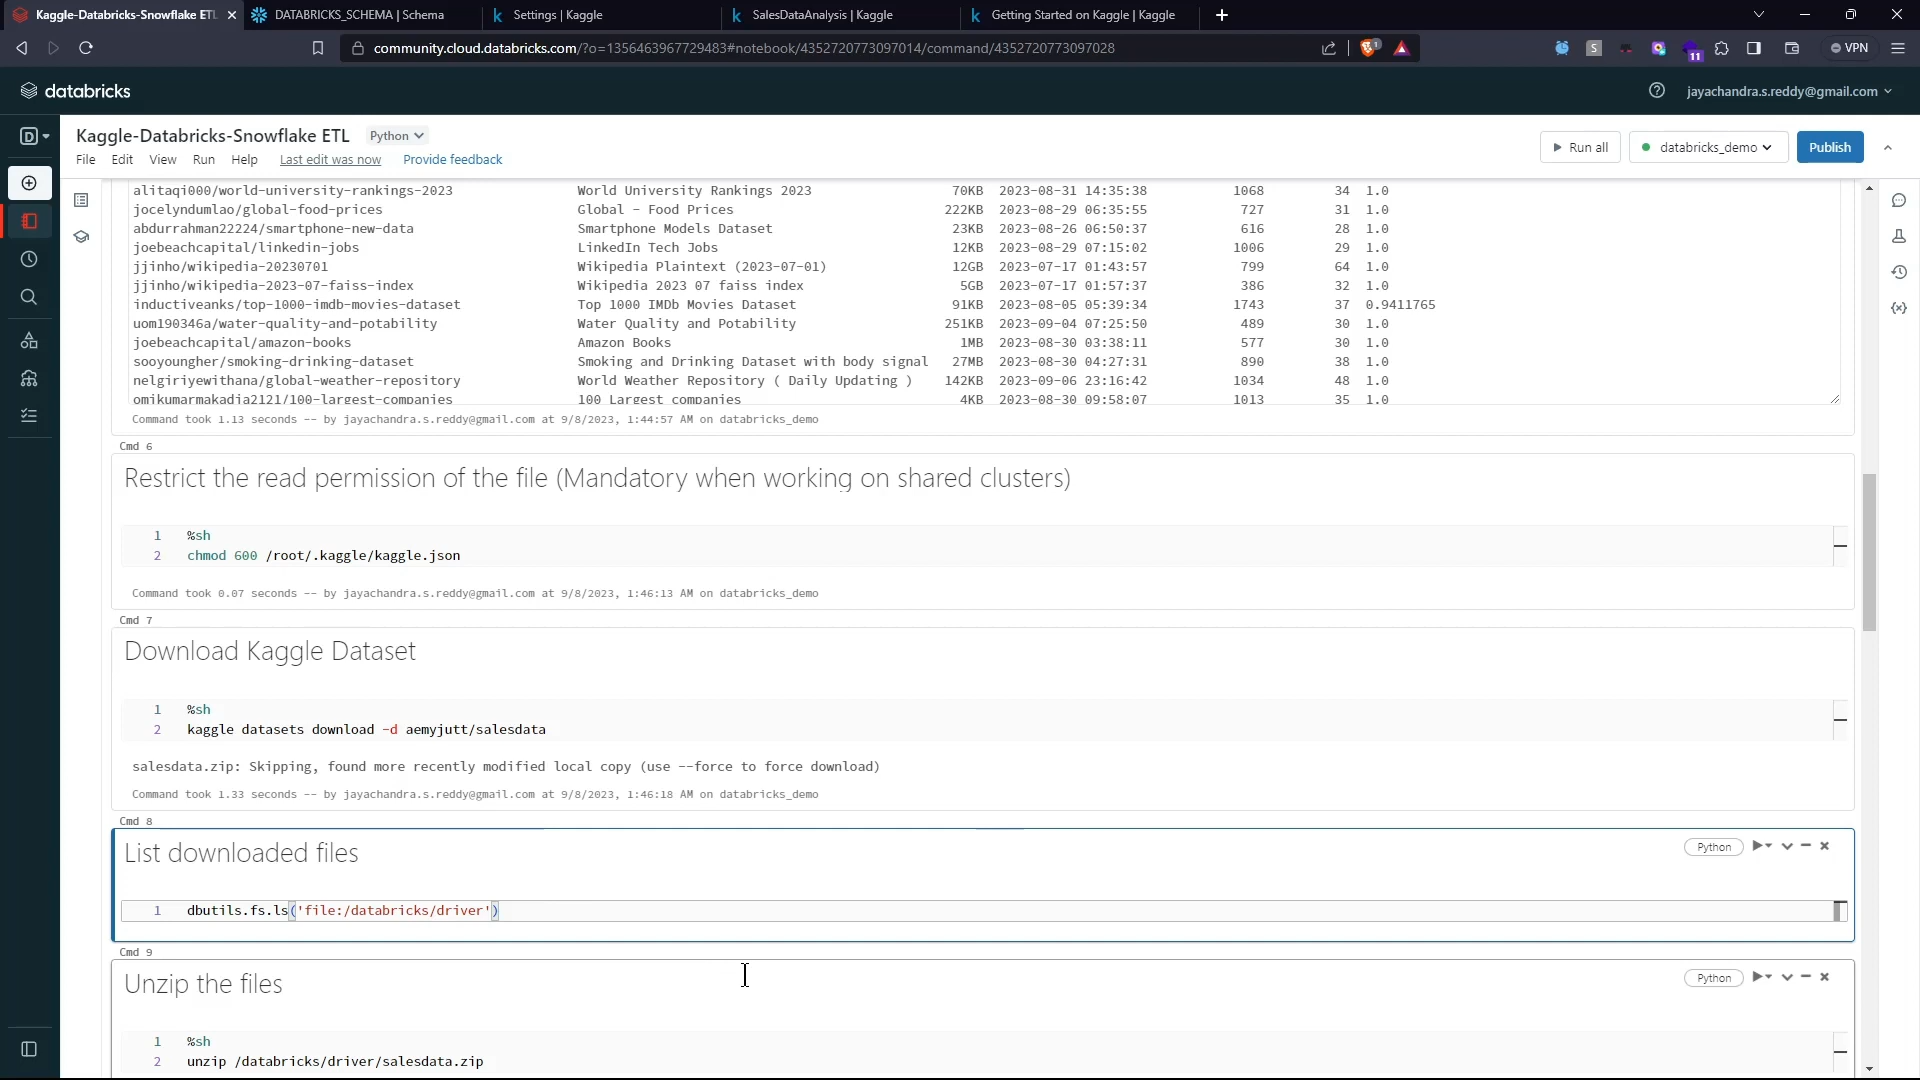 Kaggle-Databricks-Snowflake ETL
DATABRICKS_SCHEMA | Schema
Settings | Kaggle
SalesDataAnalysis | Kaggle
Getting Started on Kaggle | Kaggle
community.cloud.databricks.com/?o=1356463967729483#notebook/4352720773097014/command/4352720773097028
S
11
VPN
databricks
jayachandra.s.reddy@gmail.com
D
Kaggle-Databricks-Snowflake ETL Python
File Edit View Run Help Last edit was now Provide feedback
Run all databricks_demo Publish
alitaqi000/world-university-rankings-2023 World University Rankings 2023 70KB 2023-08-31 14:35:38 1068 34 1.0
jocelyndumlao/global-food-prices Global - Food Prices 222KB 2023-08-29 06:35:55 727 31 1.0
abdurrahman22224/smartphone-new-data Smartphone Models Dataset 23KB 2023-08-26 06:50:37 616 28 1.0
joebeachcapital/linkedin-jobs LinkedIn Tech Jobs 12KB 2023-08-29 07:15:02 1006 29 1.0
jjinho/wikipedia-20230701 Wikipedia Plaintext (2023-07-01) 12GB 2023-07-17 01:43:57 799 64 1.0
jjinho/wikipedia-2023-07-faiss-index Wikipedia 2023 07 faiss index 5GB 2023-07-17 01:57:37 386 32 1.0
inductiveanks/top-1000-imdb-movies-dataset Top 1000 IMDb Movies Dataset 91KB 2023-08-05 05:39:34 1743 37 0.9411765
uom190346a/water-quality-and-potability Water Quality and Potability 251KB 2023-09-04 07:25:50 489 30 1.0
joebeachcapital/amazon-books Amazon Books 1MB 2023-08-30 03:38:11 577 30 1.0
sooyoungher/smoking-drinking-dataset Smoking and Drinking Dataset with body signal 27MB 2023-08-30 04:27:31 890 38 1.0
nelgiriyewithana/global-weather-repository World Weather Repository ( Daily Updating ) 142KB 2023-09-06 23:16:42 1034 48 1.0
omikumarmakadia2121/100-largest-companies 100 Largest companies 4KB 2023-08-30 09:58:07 1013 35 1.0
Command took 1.13 seconds -- by jayachandra.s.reddy@gmail.com at 9/8/2023, 1:44:57 AM on databricks_demo
Cmd 6
Restrict the read permission of the file (Mandatory when working on shared clusters)
1 %sh
2 chmod 600 /root/.kaggle/kaggle.json
Command took 0.07 seconds -- by jayachandra.s.reddy@gmail.com at 9/8/2023, 1:46:13 AM on databricks_demo
Cmd 7
Download Kaggle Dataset
1 %sh
2 kaggle datasets download -d aemyjutt/salesdata
salesdata.zip: Skipping, found more recently modified local copy (use --force to force download)
Command took 1.33 seconds -- by jayachandra.s.reddy@gmail.com at 9/8/2023, 1:46:18 AM on databricks_demo
Cmd 8
List downloaded files
Python
1 dbutils.fs.ls('file:/databricks/driver')
Cmd 9
Unzip the files
Python
1 %sh
2 unzip /databricks/driver/salesdata.zip